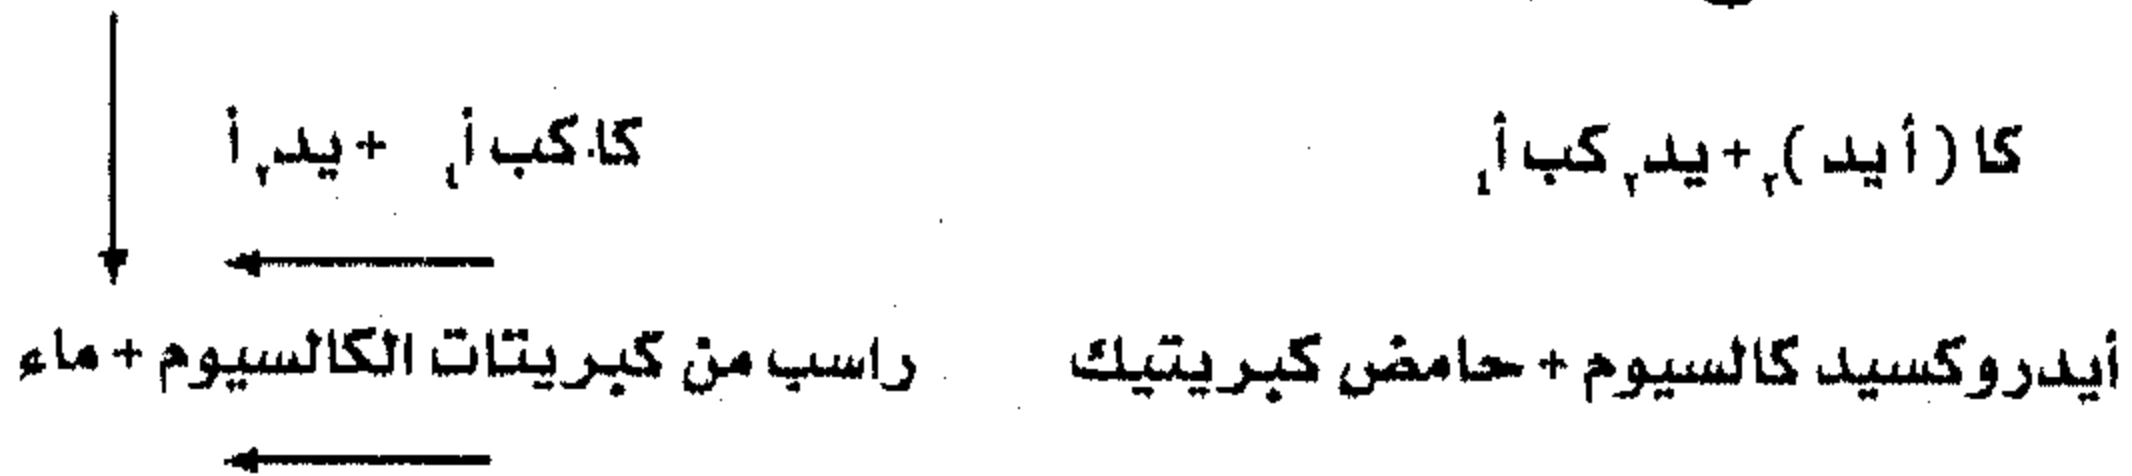 كا ( أيد )٢ + يد٢ كب أ٤ كا.كب أ٤ + يد٢ أ
أيدروكسيد كالسيوم + حامض كبريتيك راسب من كبريتات الكالسيوم + ماء